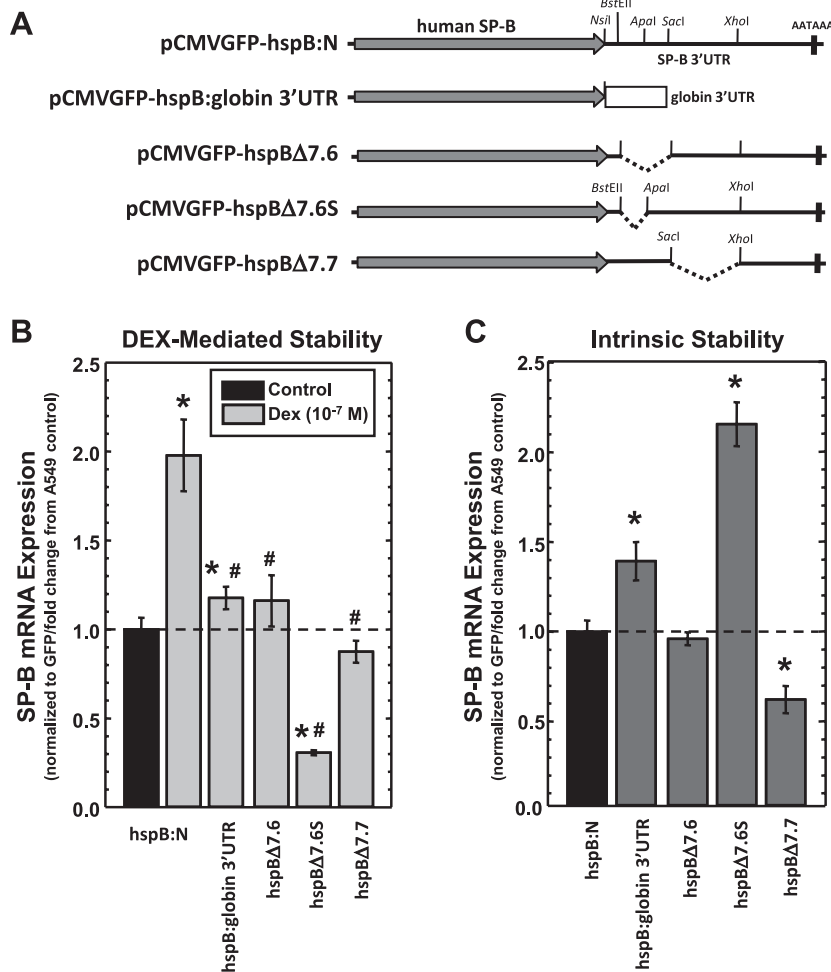 A
human SP-B
NsiI
BstEII
ApaI
SacI
XhoI
AATAAA
pCMVGFP-hspB:N
SP-B 3'UTR
pCMVGFP-hspB:globin 3'UTR
globin 3'UTR
pCMVGFP-hspBΔ7.6
BstEII
ApaI
XhoI
pCMVGFP-hspBΔ7.6S
SacI
XhoI
pCMVGFP-hspBΔ7.7
B
DEX-Mediated Stability
SP-B mRNA Expression
(normalized to GFP/fold change from A549 control)
2.5
2.0
1.5
1.0
0.5
0.0
Control
Dex (10⁻⁷ M)
*
* #
#
* #
#
hspB:N
hspB:globin 3'UTR
hspBΔ7.6
hspBΔ7.6S
hspBΔ7.7
C
Intrinsic Stability
SP-B mRNA Expression
(normalized to GFP/fold change from A549 control)
2.5
2.0
1.5
1.0
0.5
0.0
*
*
*
hspB:N
hspB:globin 3'UTR
hspBΔ7.6
hspBΔ7.6S
hspBΔ7.7